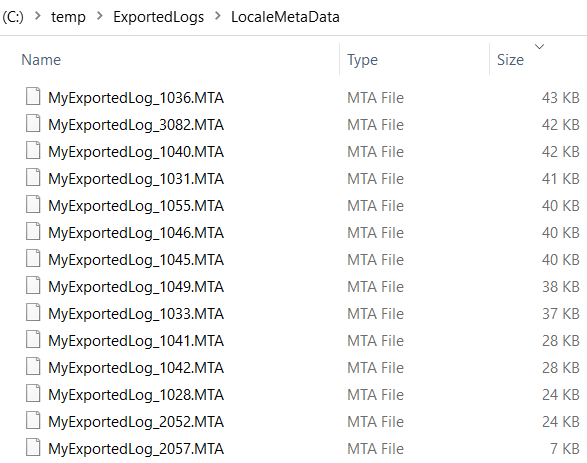 (C:) > temp > ExportedLogs > LocaleMetaData
Name Type Size
MyExportedLog_1036.MTA MTA File 43 KB
MyExportedLog_3082.MTA MTA File 42 KB
MyExportedLog_1040.MTA MTA File 42 KB
MyExportedLog_1031.MTA MTA File 41 KB
MyExportedLog_1055.MTA MTA File 40 KB
MyExportedLog_1046.MTA MTA File 40 KB
MyExportedLog_1045.MTA MTA File 40 KB
MyExportedLog_1049.MTA MTA File 38 KB
MyExportedLog_1033.MTA MTA File 37 KB
MyExportedLog_1041.MTA MTA File 28 KB
MyExportedLog_1042.MTA MTA File 28 KB
MyExportedLog_1028.MTA MTA File 24 KB
MyExportedLog_2052.MTA MTA File 24 KB
MyExportedLog_2057.MTA MTA File 7 KB